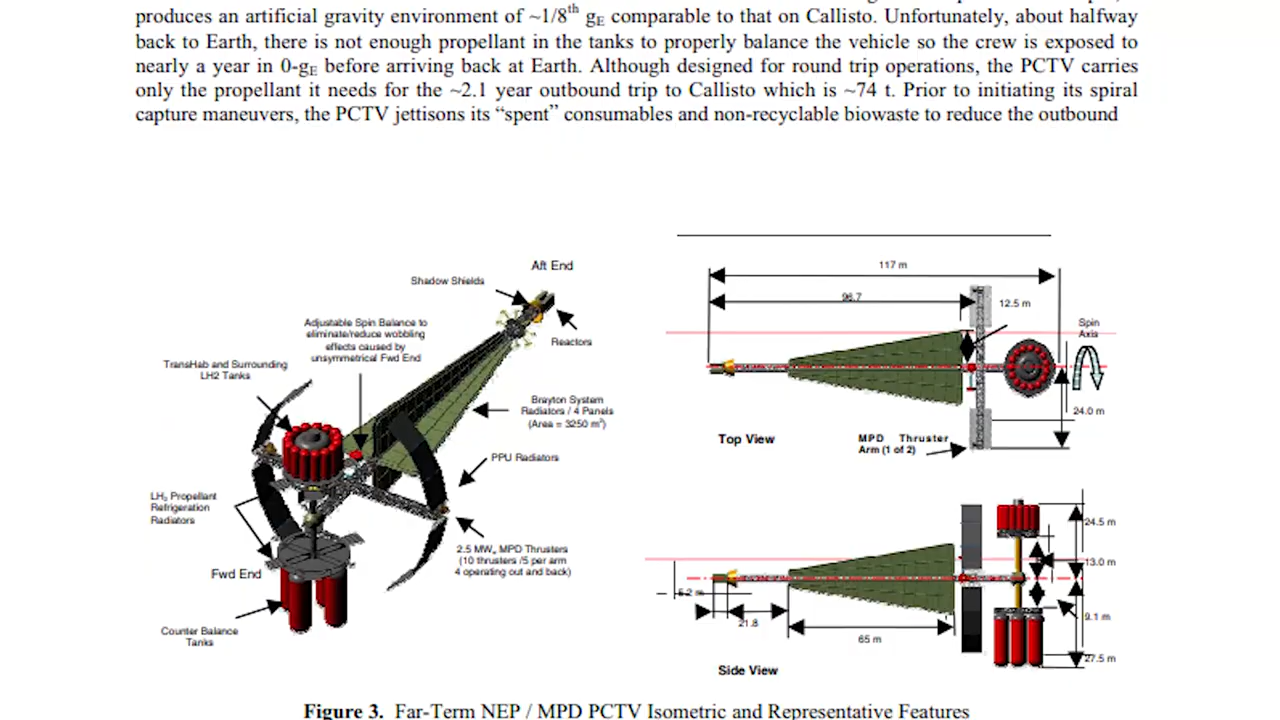 produces an artificial gravity environment of ~1/8th gE comparable to that on Callisto. Unfortunately, about halfway
back to Earth, there is not enough propellant in the tanks to properly balance the vehicle so the crew is exposed to
nearly a year in 0-gE before arriving back at Earth. Although designed for round trip operations, the PCTV carries
only the propellant it needs for the ~2.1 year outbound trip to Callisto which is ~74 t. Prior to initiating its spiral
capture maneuvers, the PCTV jettisons its “spent” consumables and non-recyclable biowaste to reduce the outbound
Aft End
Shadow Shields
Reactors
Adjustable Spin Balance to
eliminate/reduce wobbling
effects caused by
unsymmetrical Fwd End
TransHab and Surrounding
LH2 Tanks
Brayton System
Radiators / 4 Panels
(Area = 3250 m²)
PPU Radiators
LH₂ Propellant
Refrigeration
Radiators
2.5 MWe MPD Thrusters
(10 thrusters /5 per arm
4 operating out and back)
Fwd End
Counter Balance
Tanks
117 m
96.7
12.5 m
Spin
Axis
24.0 m
Top View
MPD Thruster
Arm (1 of 2)
24.5 m
13.0 m
5.2 m
21.8
9.1 m
65 m
27.5 m
Side View
Figure 3. Far-Term NEP / MPD PCTV Isometric and Representative Features